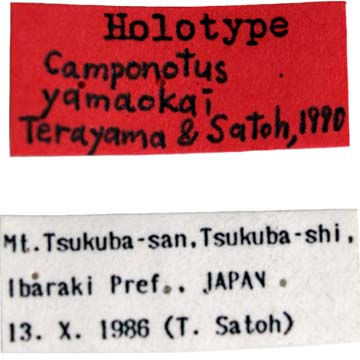 Holotype
Camponotus
yamaokai
Terayama & Satoh, 1990
Mt. Tsukuba-san, Tsukuba-shi,
Ibaraki Pref., JAPAN
13. X. 1986 (T. Satoh)